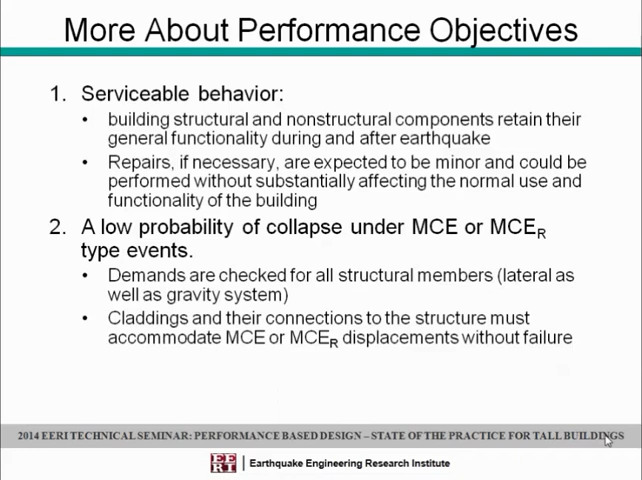 More About Performance Objectives
1. Serviceable behavior:
• building structural and nonstructural components retain their
general functionality during and after earthquake
• Repairs, if necessary, are expected to be minor and could be
performed without substantially affecting the normal use and
functionality of the building
2. A low probability of collapse under MCE or MCER
type events.
• Demands are checked for all structural members (lateral as
well as gravity system)
• Claddings and their connections to the structure must
accommodate MCE or MCER displacements without failure
2014 EERI TECHNICAL SEMINAR: PERFORMANCE BASED DESIGN – STATE OF THE PRACTICE FOR TALL BUILDINGS
EE
RI
Earthquake Engineering Research Institute